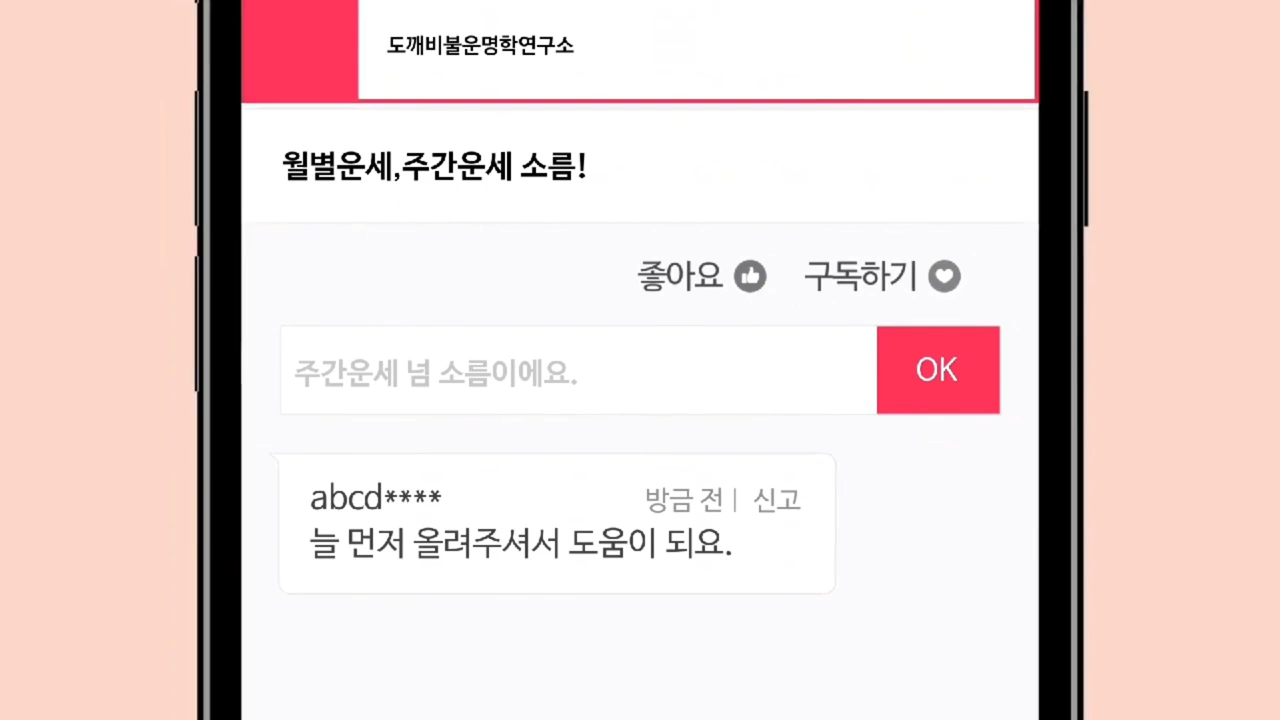 도깨비불운명학연구소
월별운세,주간운세 소름!
좋아요 구독하기
주간운세 넘 소름이에요. OK
abcd**** 방금 전| 신고
늘 먼저 올려주셔서 도움이 되요.